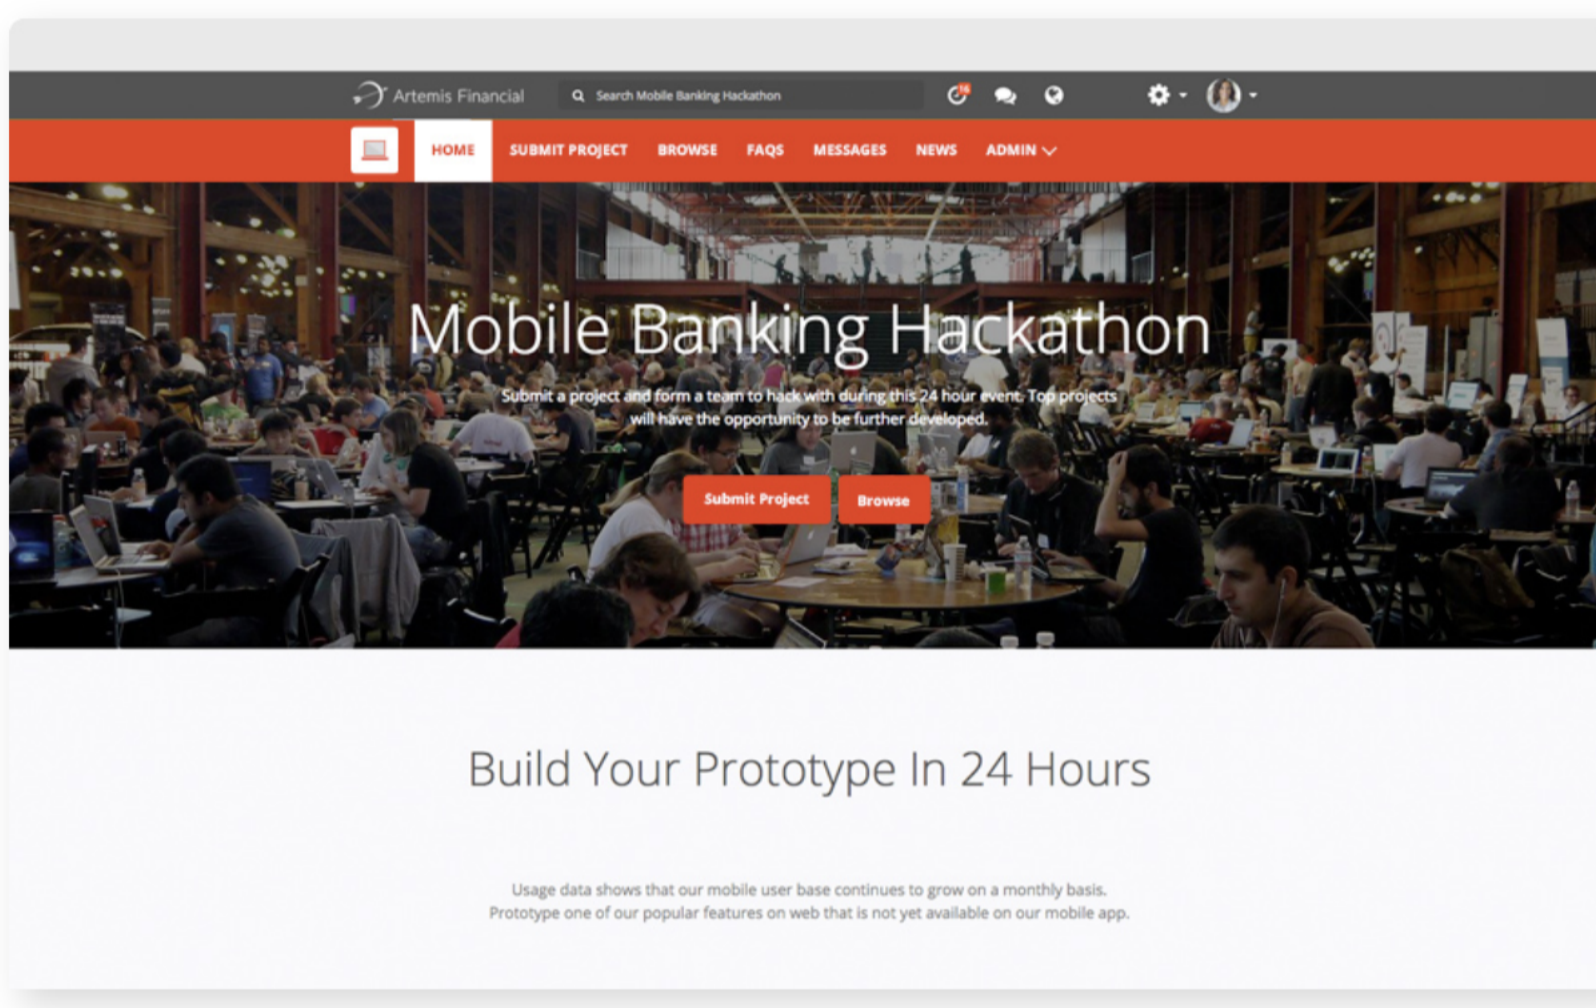 Artemis Financial
Search Mobile Banking Hackathon
16
HOME
SUBMIT PROJECT
BROWSE
FAQS
MESSAGES
NEWS
ADMIN
Mobile Banking Hackathon
Submit a project and form a team to hack with during this 24 hour event. Top projects
will have the opportunity to be further developed.
Submit Project
Browse
Build Your Prototype In 24 Hours
Usage data shows that our mobile user base continues to grow on a monthly basis.
Prototype one of our popular features on web that is not yet available on our mobile app.